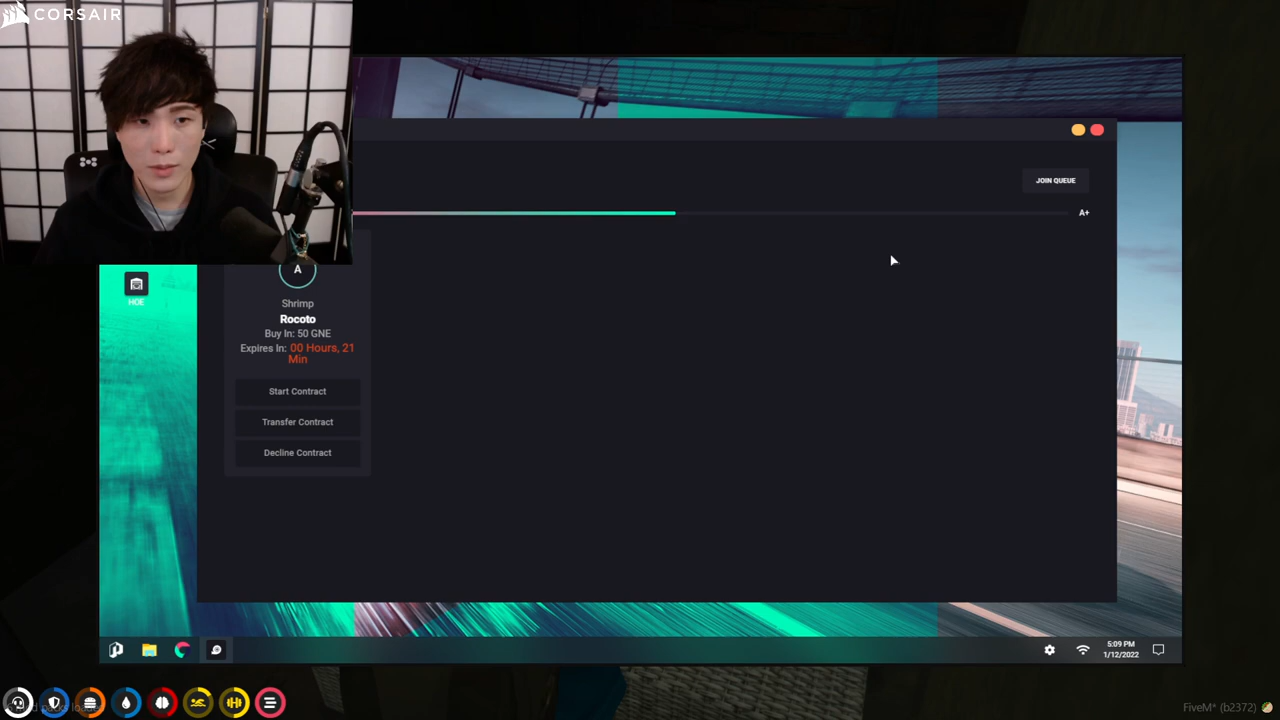 CORSAIR
JOIN QUEUE
A+
HOE
A
Shrimp
Rocoto
Buy In: 50 GNE
Expires In: 00 Hours, 21
Min
Start Contract
Transfer Contract
Decline Contract
5:09 PM
1/12/2022
FiveM* (b2372)